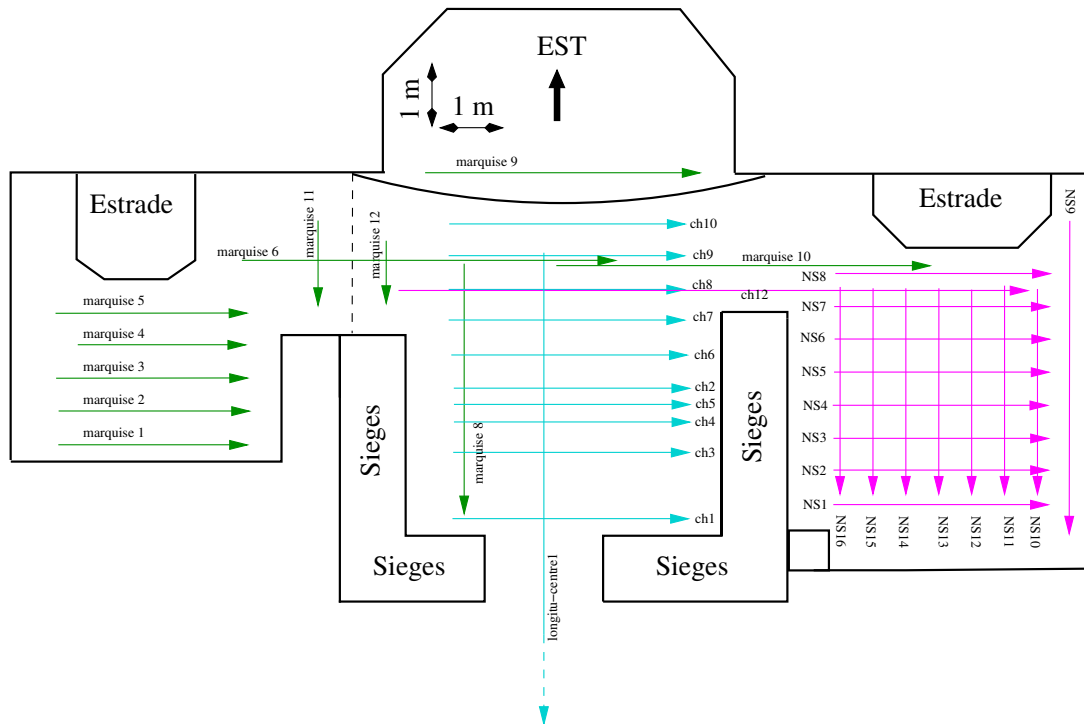 EST
1 m
1 m
marquise 9
Estrade
Estrade
marquise 11
marquise 12
NS9
ch10
marquise 6
ch9
marquise 10
NS8
ch8
ch12
marquise 5
NS7
ch7
marquise 4
NS6
ch6
marquise 3
NS5
ch2
marquise 2
ch5
NS4
ch4
Sieges
marquise 8
Sieges
marquise 1
NS3
ch3
NS2
NS1
ch1
NS16
NS15
NS14
NS13
NS12
NS11
NS10
Sieges
Sieges
longitu-centre1